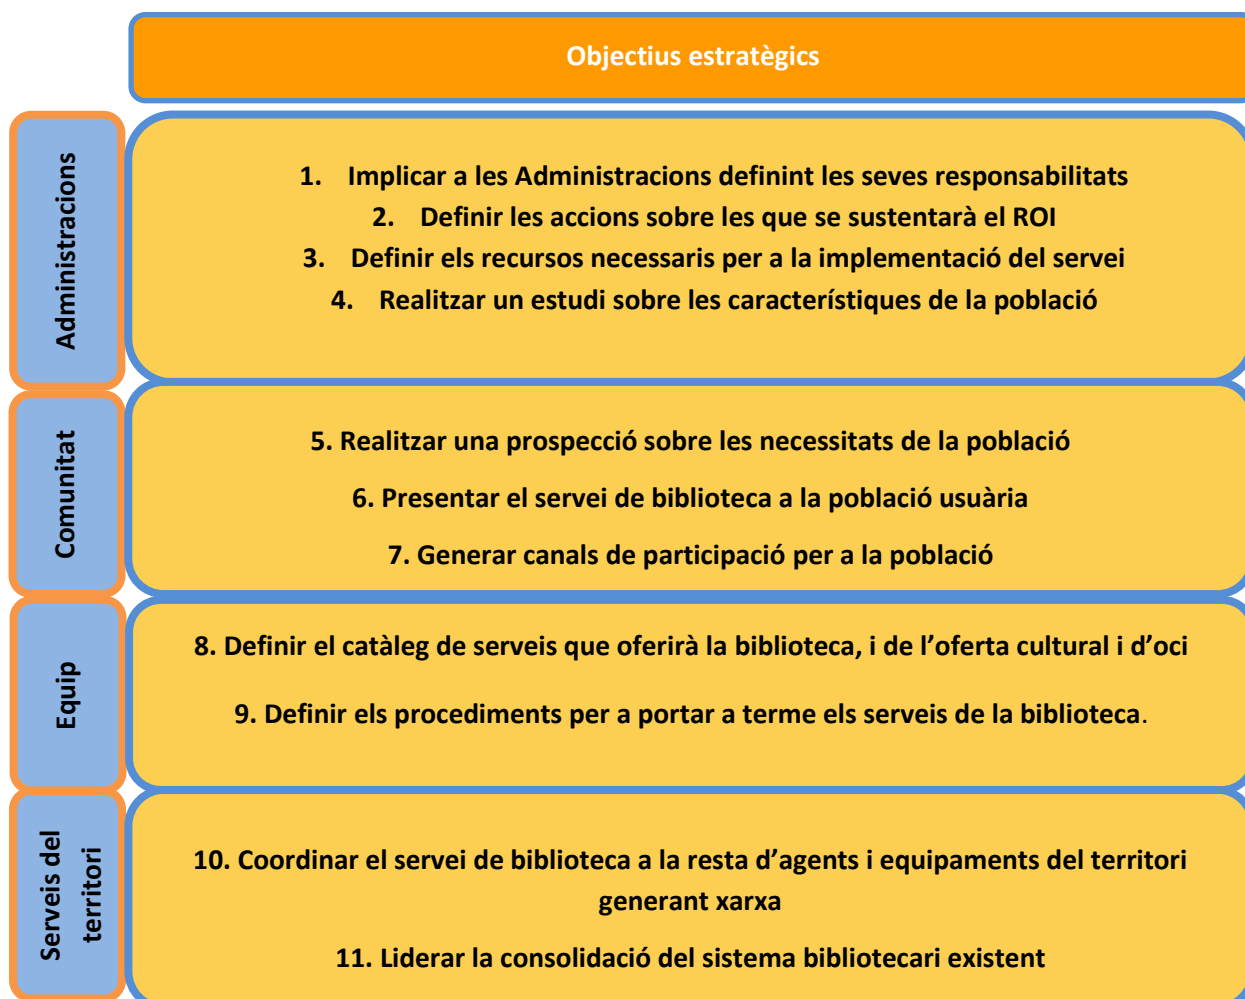 Objectius estratègics
Administracions
1. Implicar a les Administracions definint les seves responsabilitats
2. Definir les accions sobre les que se sustentarà el ROI
3. Definir els recursos necessaris per a la implementació del servei
4. Realitzar un estudi sobre les característiques de la població
Comunitat
5. Realitzar una prospecció sobre les necessitats de la població
6. Presentar el servei de biblioteca a la població usuària
7. Generar canals de participació per a la població
Equip
8. Definir el catàleg de serveis que oferirà la biblioteca, i de l’oferta cultural i d’oci
9. Definir els procediments per a portar a terme els serveis de la biblioteca.
Serveis del
territori
10. Coordinar el servei de biblioteca a la resta d’agents i equipaments del territori
generant xarxa
11. Liderar la consolidació del sistema bibliotecari existent